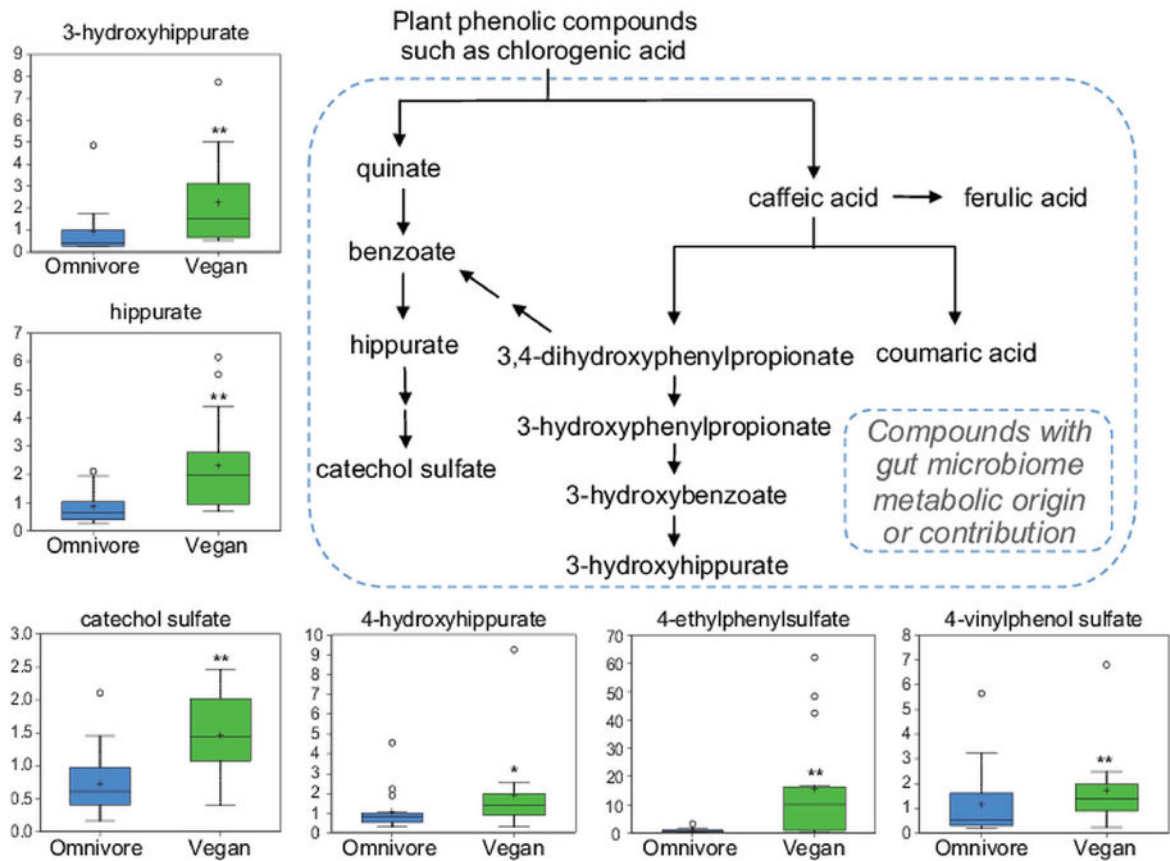 3-hydroxyhippurate
9
8
7
6
5
4
3
2
1
0
**
Omnivore
Vegan
hippurate
7
6
5
4
3
2
1
0
**
Omnivore
Vegan
Plant phenolic compounds
such as chlorogenic acid
quinate
caffeic acid
ferulic acid
benzoate
hippurate
3,4-dihydroxyphenylpropionate
coumaric acid
3-hydroxyphenylpropionate
catechol sulfate
3-hydroxybenzoate
3-hydroxyhippurate
Compounds with
gut microbiome
metabolic origin
or contribution
catechol sulfate
3.0
2.5
2.0
1.5
1.0
0.5
0.0
**
Omnivore
Vegan
4-hydroxyhippurate
10
9
8
7
6
5
4
3
2
1
0
*
Omnivore
Vegan
4-ethylphenylsulfate
70
60
50
40
30
20
10
0
**
Omnivore
Vegan
4-vinylphenol sulfate
8
7
6
5
4
3
2
1
0
**
Omnivore
Vegan